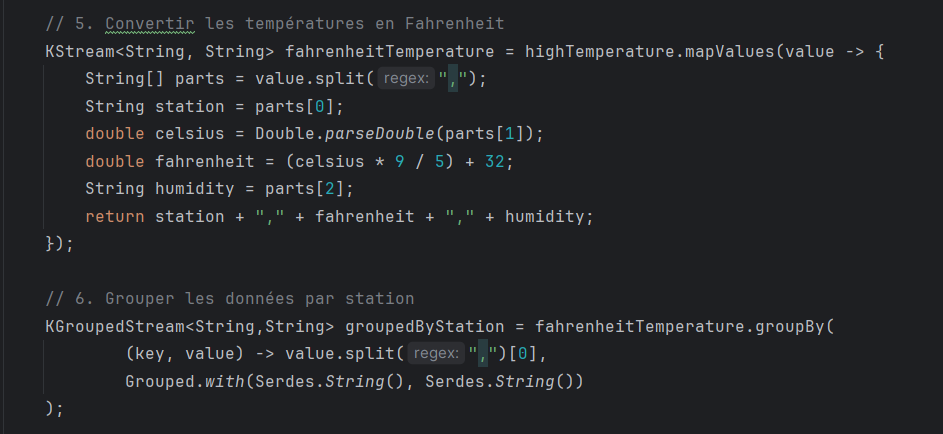 // 5. Convertir les températures en Fahrenheit
KStream<String, String> fahrenheitTemperature = highTemperature.mapValues(value -> {
    String[] parts = value.split( regex: ",");
    String station = parts[0];
    double celsius = Double.parseDouble(parts[1]);
    double fahrenheit = (celsius * 9 / 5) + 32;
    String humidity = parts[2];
    return station + "," + fahrenheit + "," + humidity;
});

// 6. Grouper les données par station
KGroupedStream<String,String> groupedByStation = fahrenheitTemperature.groupBy(
        (key, value) -> value.split( regex: ",")[0],
        Grouped.with(Serdes.String(), Serdes.String())
);